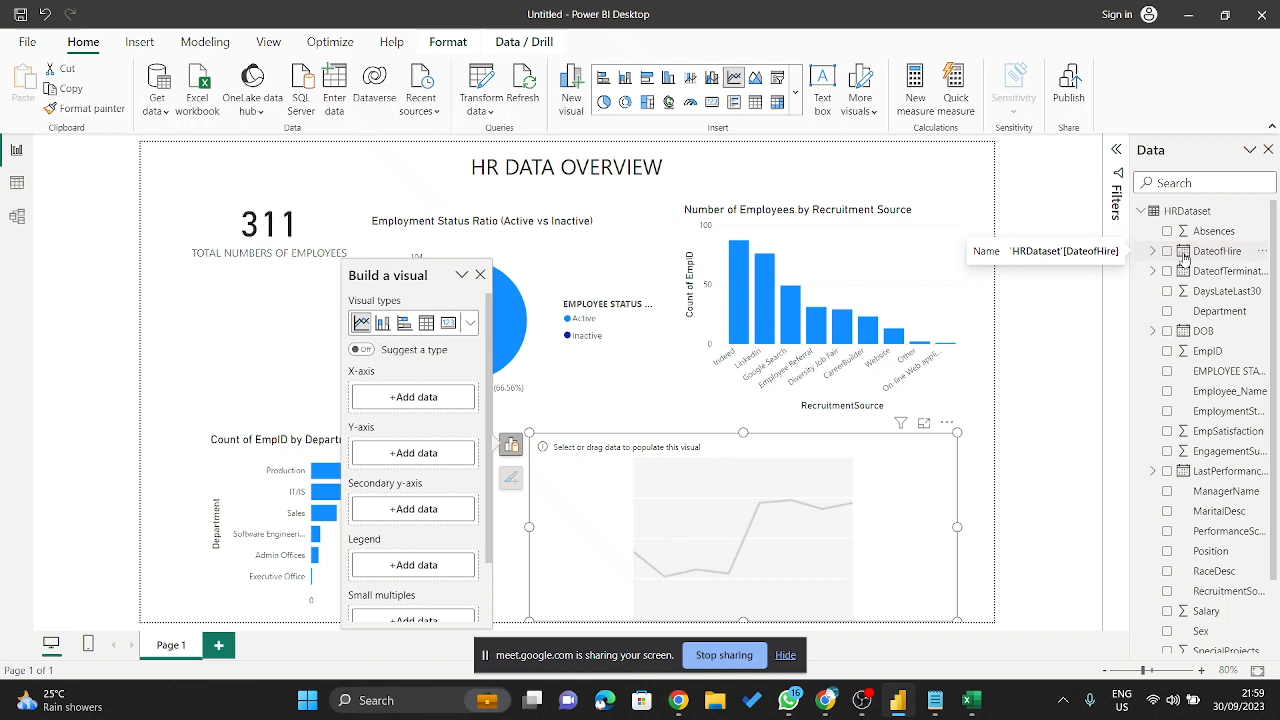 Untitled - Power BI Desktop
Sign in
File Home Insert Modeling View Optimize Help Format Data / Drill
Paste
Cut
Copy
Format painter
Clipboard
Get data
Excel workbook
OneLake data hub
SQL Server
Enter data
Dataverse
Recent sources
Data
Transform data
Refresh
Queries
New visual
Text box
More visuals
Insert
New measure
Quick measure
Calculations
Sensitivity
Sensitivity
Publish
Share
HR DATA OVERVIEW
311
TOTAL NUMBERS OF EMPLOYEES
Employment Status Ratio (Active vs Inactive)
104
(66.56%)
EMPLOYEE STATUS ...
Active
Inactive
Number of Employees by Recruitment Source
100
50
0
Count of EmpID
Indeed
LinkedIn
Google Search
Employee Referral
Diversity Job Fair
CareerBuilder
Website
Other
On-line Web appli...
RecruitmentSource
Build a visual
Visual types
123
Off Suggest a type
X-axis
+Add data
Y-axis
+Add data
Secondary y-axis
+Add data
Legend
+Add data
Small multiples
+Add data
Count of EmpID by Depart
Department
Production
IT/IS
Sales
Software Engineeri...
Admin Offices
Executive Office
0
Select or drag data to populate this visual
Filters
Name 'HRDataset'[DateofHire]
Data
Search
HRDataset
Absences
DateofHire
DateofTerminat...
DaysLateLast30
Department
DOB
EmpID
EMPLOYEE STA...
Employee_Name
EmploymentSt...
EmpSatisfaction
EngagementSu...
LastPerformanc...
ManagerName
MaritalDesc
PerformanceSc...
Position
RaceDesc
RecruitmentSo...
Salary
Sex
SpecialProjects
Page 1
+
meet.google.com is sharing your screen.
Stop sharing
Hide
Page 1 of 1
- + 80%
25°C
Rain showers
Search
16
ENG
US
21:59
30/09/2023